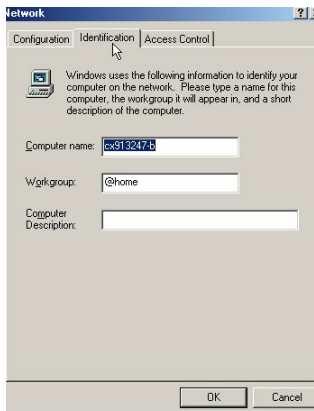 Network
Configuration Identification Access Control
Windows uses the following information to identify your
computer on the network. Please type a name for this
computer, the workgroup it will appear in, and a short
description of the computer.
Computer name: cx913247-b
Workgroup: @home
Computer
Description:
OK Cancel